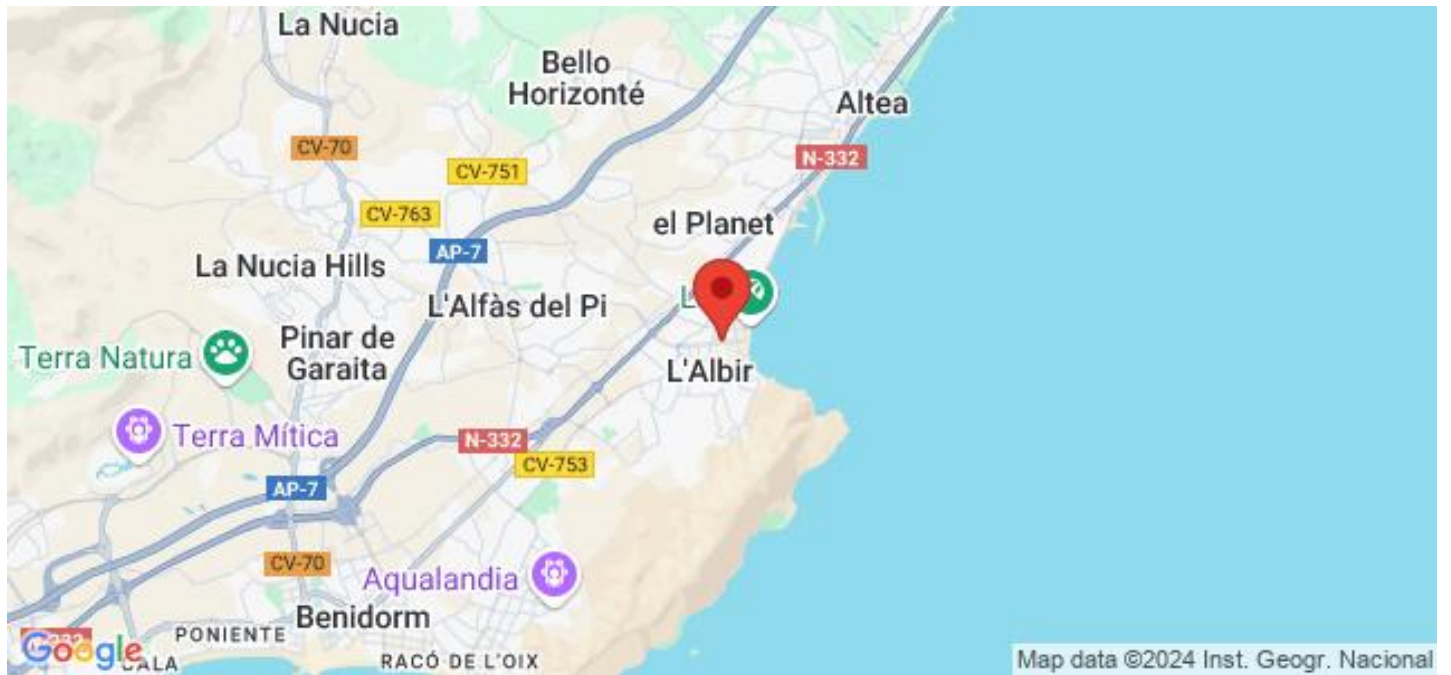 La Nucia
Bello
Horizonté
Altea
CV-70
N-332
CV-751
CV-763
el Planet
AP-7
La Nucia Hills
L'Alfàs del Pi
Pinar de
Garaita
Terra Natura
L'Albir
Terra Mítica
N-332
CV-753
AP-7
CV-70
Aqualandia
Benidorm
PONIENTE
RACÓ DE L'OIX
Google
Map data ©2024 Inst. Geogr. Nacional